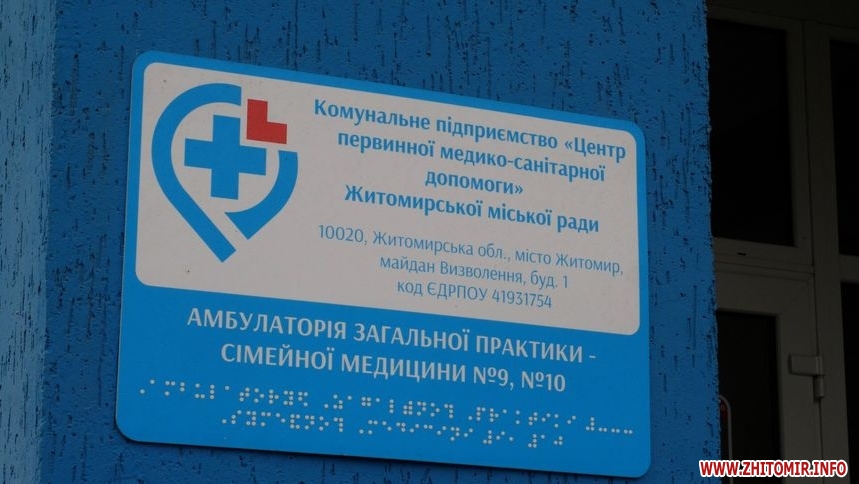 Комунальне підприємство «Центр
первинної медико-санітарної
допомоги»
Житомирської міської ради
10020, Житомирська обл., місто Житомир,
майдан Визволення, буд. 1
код ЄДРПОУ 41931754
АМБУЛАТОРІЯ ЗАГАЛЬНОЇ ПРАКТИКИ -
СІМЕЙНОЇ МЕДИЦИНИ №9, №10
WWW.ZHITOMIR.INFO